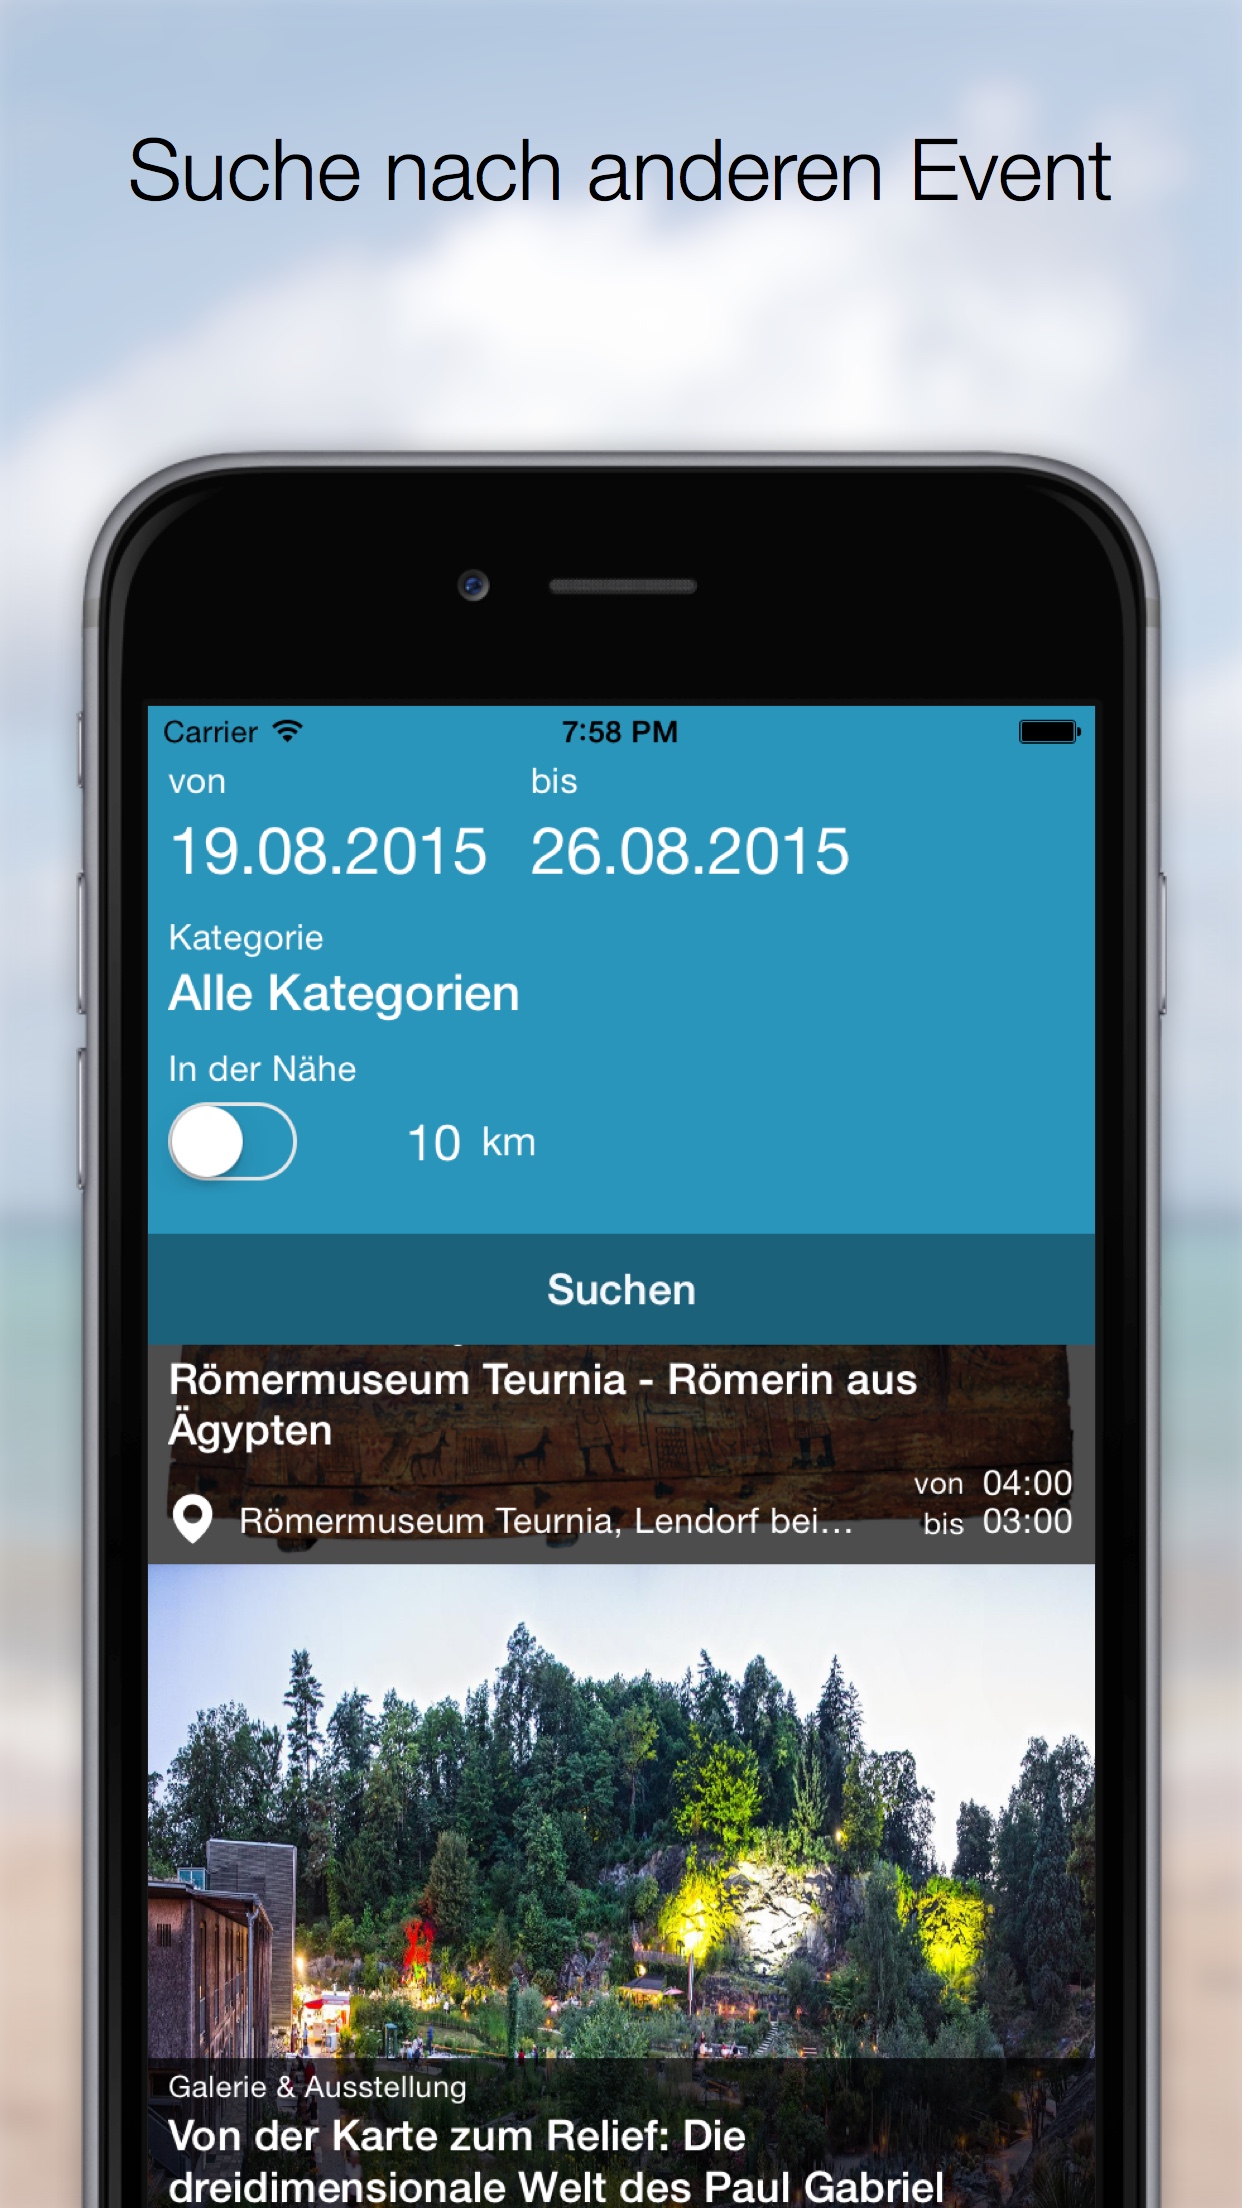 Suche nach anderen Event
Carrier 7:58 PM
von bis
19.08.2015 26.08.2015
Kategorie
Alle Kategorien
In der Nähe
10 km
Suchen
Römermuseum Teurnia - Römerin aus
Ägypten
von 04:00
Römermuseum Teurnia, Lendorf bei...
bis 03:00
Galerie & Ausstellung
Von der Karte zum Relief: Die
dreidimensionale Welt des Paul Gabriel